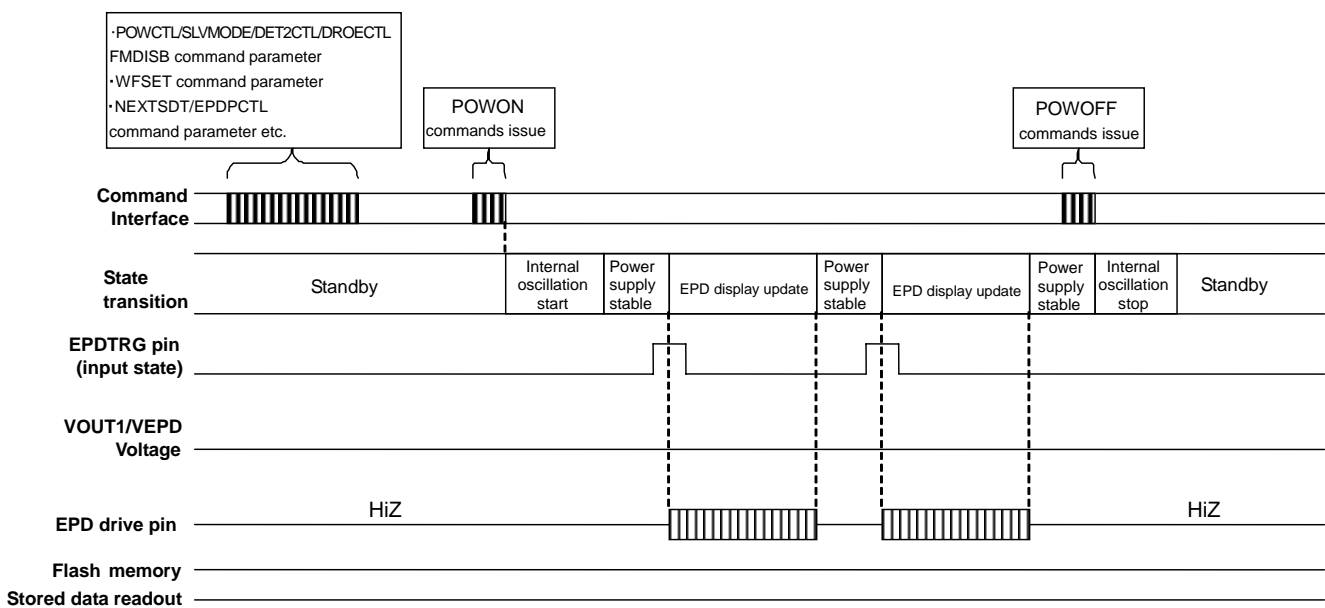 ・POWCTL/SLVMODE/DET2CTL/DROECTL
FMDISB command parameter
・WFSET command parameter
・NEXTSDT/EPDPCTL
command parameter etc.
POWON
commands issue
POWOFF
commands issue
Command
Interface
State
transition
Standby
Internal
oscillation
start
Power
supply
stable
EPD display update
Power
supply
stable
EPD display update
Power
supply
stable
Internal
oscillation
stop
Standby
EPDTRG pin
(input state)
VOUT1/VEPD
Voltage
EPD drive pin
HiZ
HiZ
Flash memory
Stored data readout